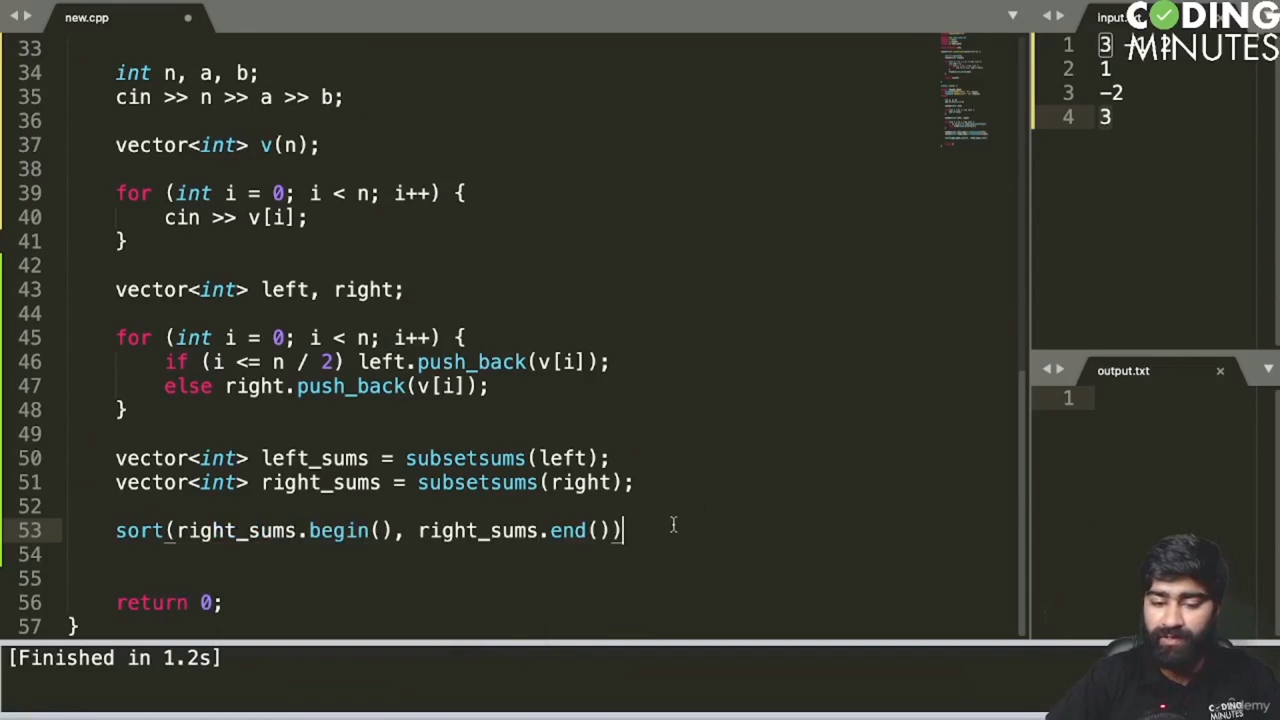 new.cpp
33
34 int n, a, b;
35 cin >> n >> a >> b;
36
37 vector<int> v(n);
38
39 for (int i = 0; i < n; i++) {
40 cin >> v[i];
41 }
42
43 vector<int> left, right;
44
45 for (int i = 0; i < n; i++) {
46 if (i <= n / 2) left.push_back(v[i]);
47 else right.push_back(v[i]);
48 }
49
50 vector<int> left_sums = subsetsums(left);
51 vector<int> right_sums = subsetsums(right);
52
53 sort(right_sums.begin(), right_sums.end())
54
55
56 return 0;
57 }
[Finished in 1.2s]
input.txt
CODING
MINUTES
1 3
2 1
3 -2
4 3
output.txt
1
CODING
MINUTES